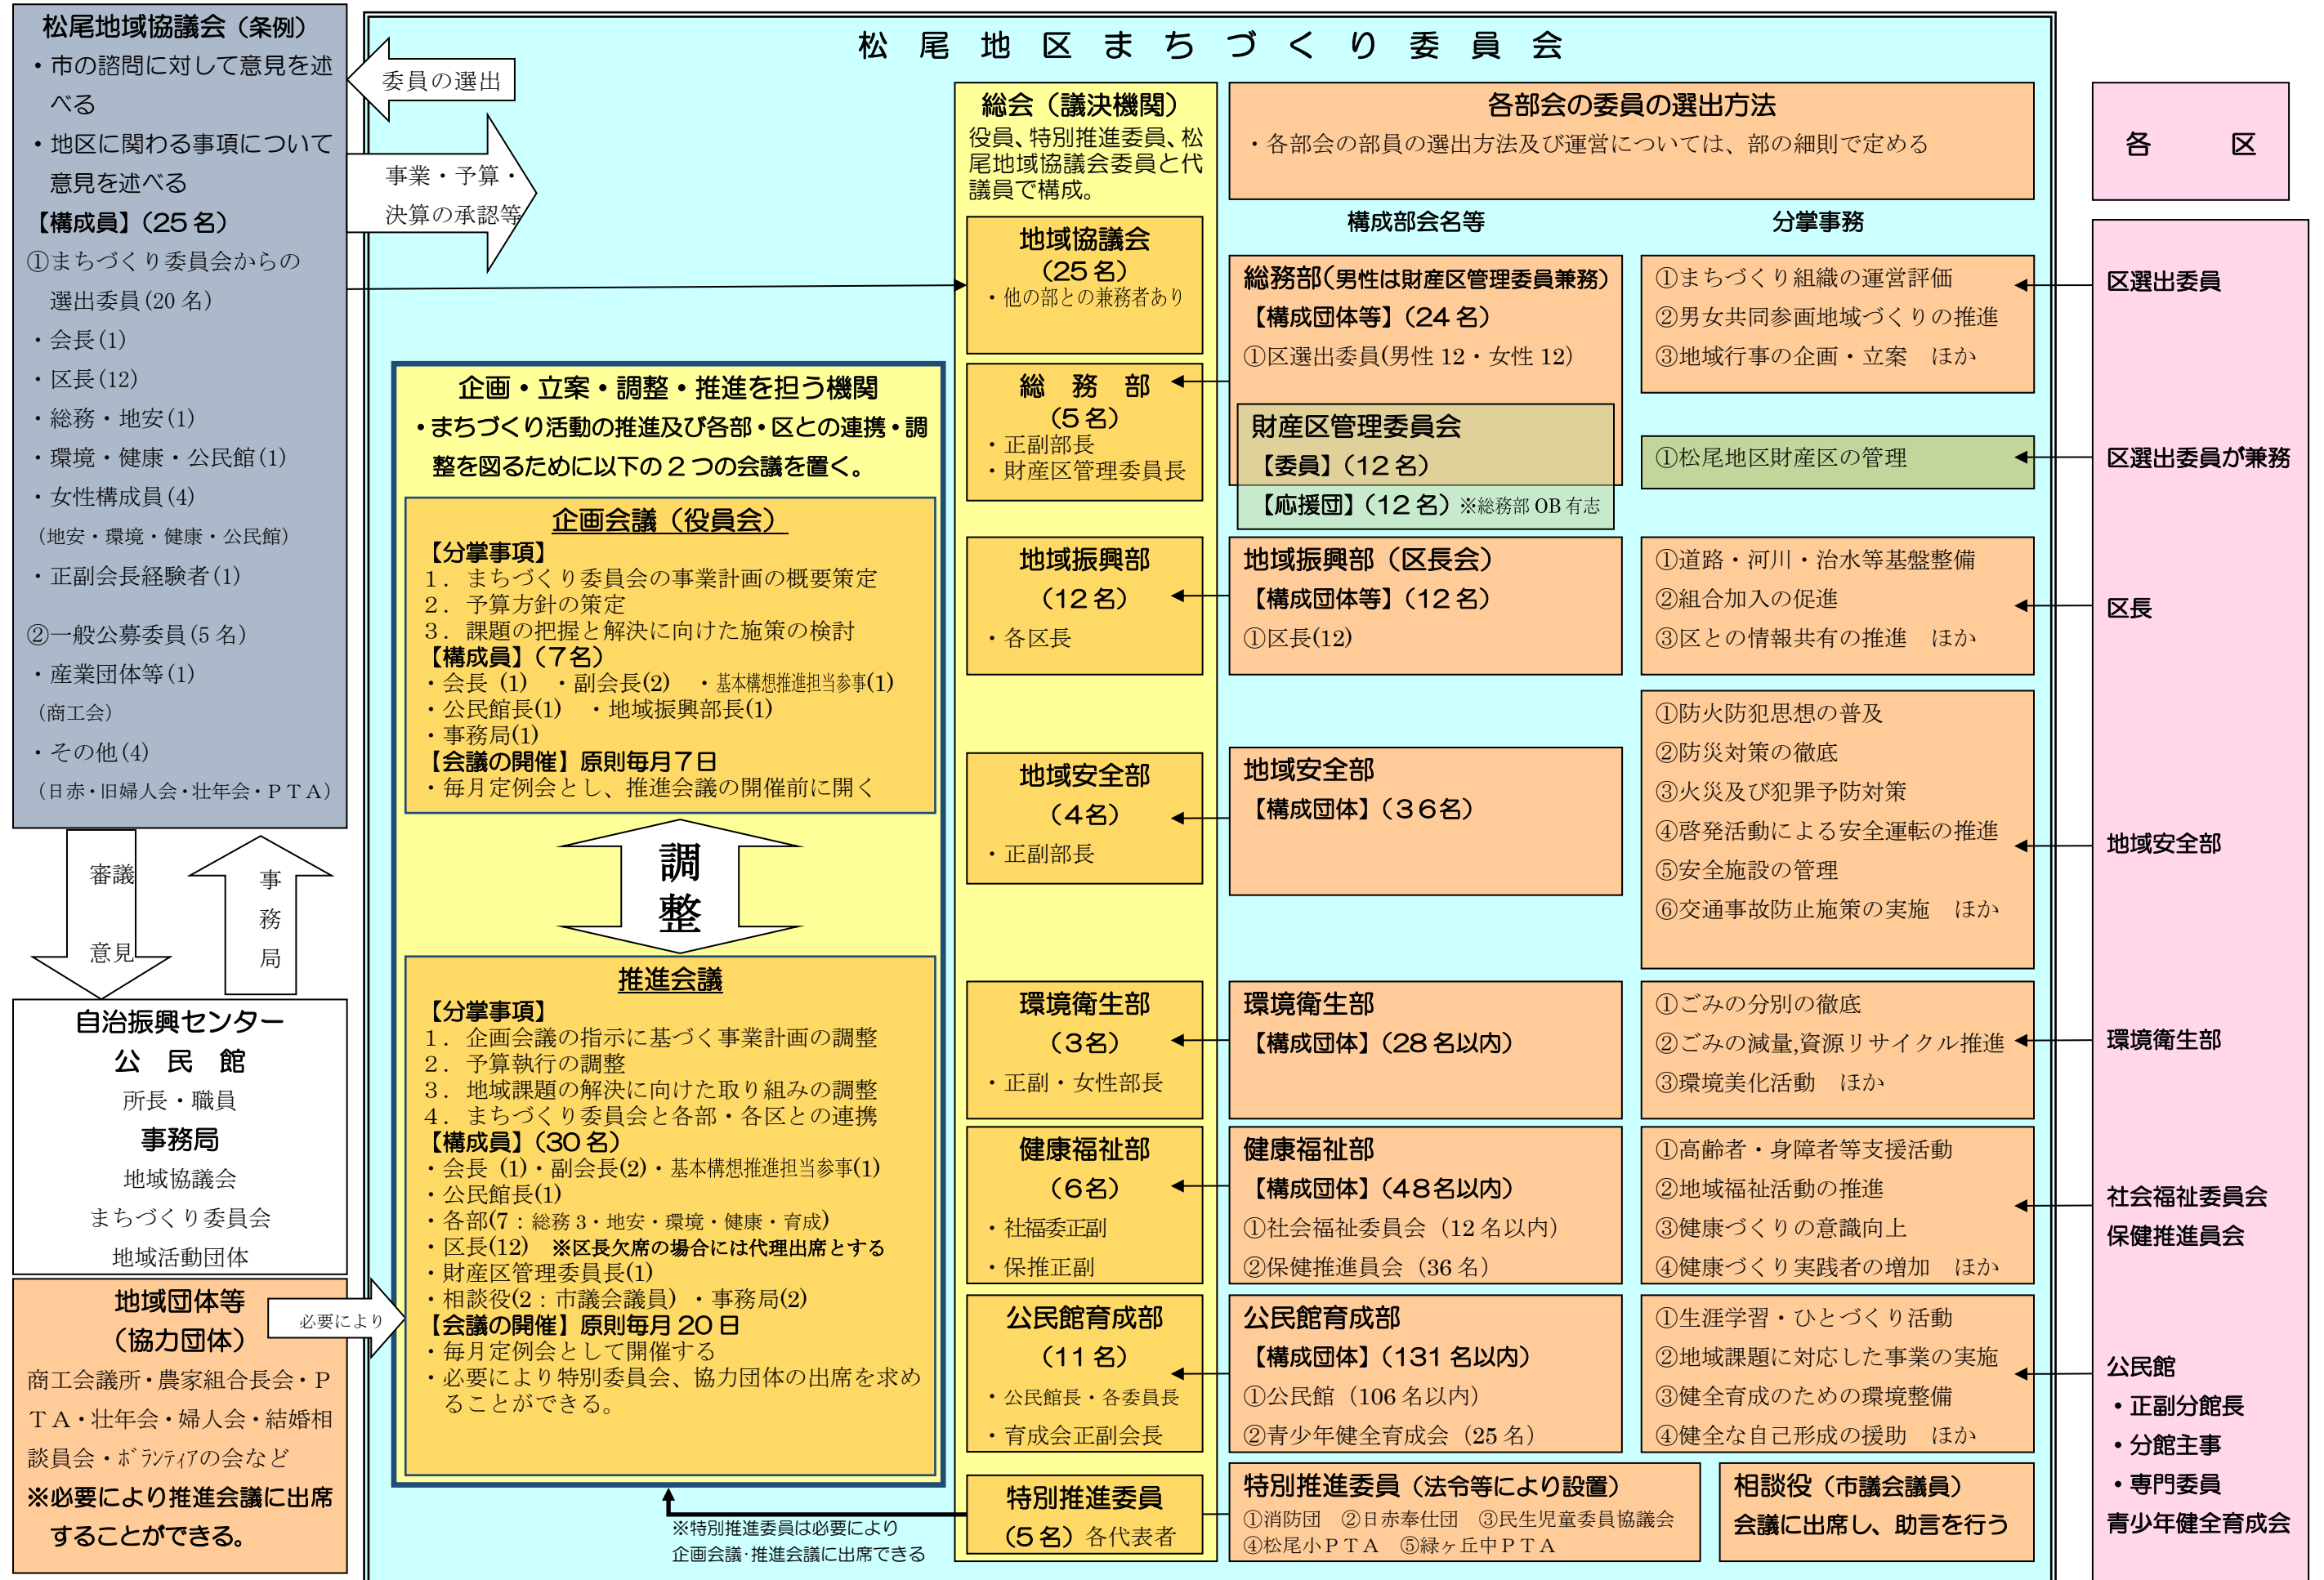 松尾地域協議会（条例）
・市の諮問に対して意見を述
べる
・地区に関わる事項について
意見を述べる
【構成員】（25名）
①まちづくり委員会からの
選出委員(20名)
・会長(1)
・区長(12)
・総務・地安(1)
・環境・健康・公民館(1)
・女性構成員(4)
（地安・環境・健康・公民館）
・正副会長経験者(1)
②一般公募委員(5名)
・産業団体等(1)
（商工会）
・その他(4)
（日赤・旧婦人会・壮年会・ＰＴＡ）
審議
意見
事
務
局
自治振興センター
公　民　館
所長・職員
事務局
地域協議会
まちづくり委員会
地域活動団体
地域団体等
（協力団体）
商工会議所・農家組合長会・Ｐ
ＴＡ・壮年会・婦人会・結婚相
談員会・ﾎﾞﾗﾝﾃｨｱの会など
※必要により推進会議に出席
することができる。
必要により
委員の選出
事業・予算・
決算の承認等
松尾地区まちづくり委員会
企画・立案・調整・推進を担う機関
・まちづくり活動の推進及び各部・区との連携・調
整を図るために以下の２つの会議を置く。
企画会議（役員会）
【分掌事項】
１．まちづくり委員会の事業計画の概要策定
２．予算方針の策定
３．課題の把握と解決に向けた施策の検討
【構成員】（７名）
・会長 (1)　・副会長(2)　・基本構想推進担当参事(1)
・公民館長(1)　・地域振興部長(1)
・事務局(1)
【会議の開催】原則毎月７日
・毎月定例会とし、推進会議の開催前に開く
調
整
推進会議
【分掌事項】
１．企画会議の指示に基づく事業計画の調整
２．予算執行の調整
３．地域課題の解決に向けた取り組みの調整
４．まちづくり委員会と各部・各区との連携
【構成員】（30名）
・会長 (1)・副会長(2)・基本構想推進担当参事(1)
・公民館長(1)
・各部(7：総務3・地安・環境・健康・育成)
・区長(12)　※区長欠席の場合には代理出席とする
・財産区管理委員長(1)
・相談役(2：市議会議員)　・事務局(2)
【会議の開催】原則毎月20日
・毎月定例会として開催する
・必要により特別委員会、協力団体の出席を求め
ることができる。
※特別推進委員は必要により
企画会議･推進会議に出席できる
総会（議決機関）
役員、特別推進委員、松
尾地域協議会委員と代
議員で構成。
地域協議会
（25名）
・他の部との兼務者あり
総　務　部
（5名）
・正副部長
・財産区管理委員長
地域振興部
（12名）
・各区長
地域安全部
（4名）
・正副部長
環境衛生部
（3名）
・正副・女性部長
健康福祉部
（6名）
・社福委正副
・保推正副
公民館育成部
（11名）
・公民館長・各委員長
・育成会正副会長
特別推進委員
（5名）各代表者
各部会の委員の選出方法
・各部会の部員の選出方法及び運営については、部の細則で定める
構成部会名等
分掌事務
総務部（男性は財産区管理委員兼務）
【構成団体等】（24名）
①区選出委員(男性12・女性12)
財産区管理委員会
【委員】（12名）
【応援団】（12名）※総務部OB有志
①まちづくり組織の運営評価
②男女共同参画地域づくりの推進
③地域行事の企画・立案　ほか
①松尾地区財産区の管理
地域振興部（区長会）
【構成団体等】（12名）
①区長(12)
①道路・河川・治水等基盤整備
②組合加入の促進
③区との情報共有の推進　ほか
地域安全部
【構成団体】（３６名）
①防火防犯思想の普及
②防災対策の徹底
③火災及び犯罪予防対策
④啓発活動による安全運転の推進
⑤安全施設の管理
⑥交通事故防止施策の実施　ほか
環境衛生部
【構成団体】（28名以内）
①ごみの分別の徹底
②ごみの減量,資源リサイクル推進
③環境美化活動　ほか
健康福祉部
【構成団体】（48名以内）
①社会福祉委員会（12名以内）
②保健推進員会（36名）
①高齢者・身障者等支援活動
②地域福祉活動の推進
③健康づくりの意識向上
④健康づくり実践者の増加　ほか
公民館育成部
【構成団体】（131名以内）
①公民館（106名以内）
②青少年健全育成会（25名）
①生涯学習・ひとづくり活動
②地域課題に対応した事業の実施
③健全育成のための環境整備
④健全な自己形成の援助　ほか
特別推進委員（法令等により設置）
①消防団　②日赤奉仕団　③民生児童委員協議会
④松尾小ＰＴＡ　⑤緑ヶ丘中ＰＴＡ
相談役（市議会議員）
会議に出席し、助言を行う
各　　区
区選出委員
区選出委員が兼務
区長
地域安全部
環境衛生部
社会福祉委員会
保健推進員会
公民館
・正副分館長
・分館主事
・専門委員
青少年健全育成会